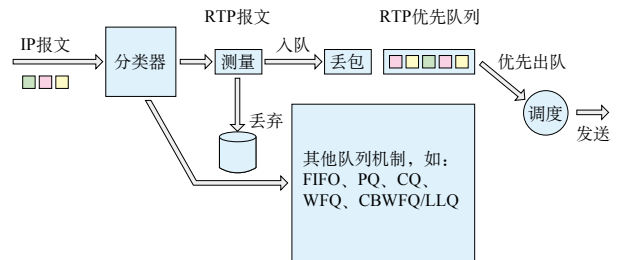 RTP报文
RTP优先队列
IP报文
分类器
测量
入队
丢包
优先出队
丢弃
调度
发送
其他队列机制，如：
FIFO、PQ、CQ、
WFQ、CBWFQ/LLQ